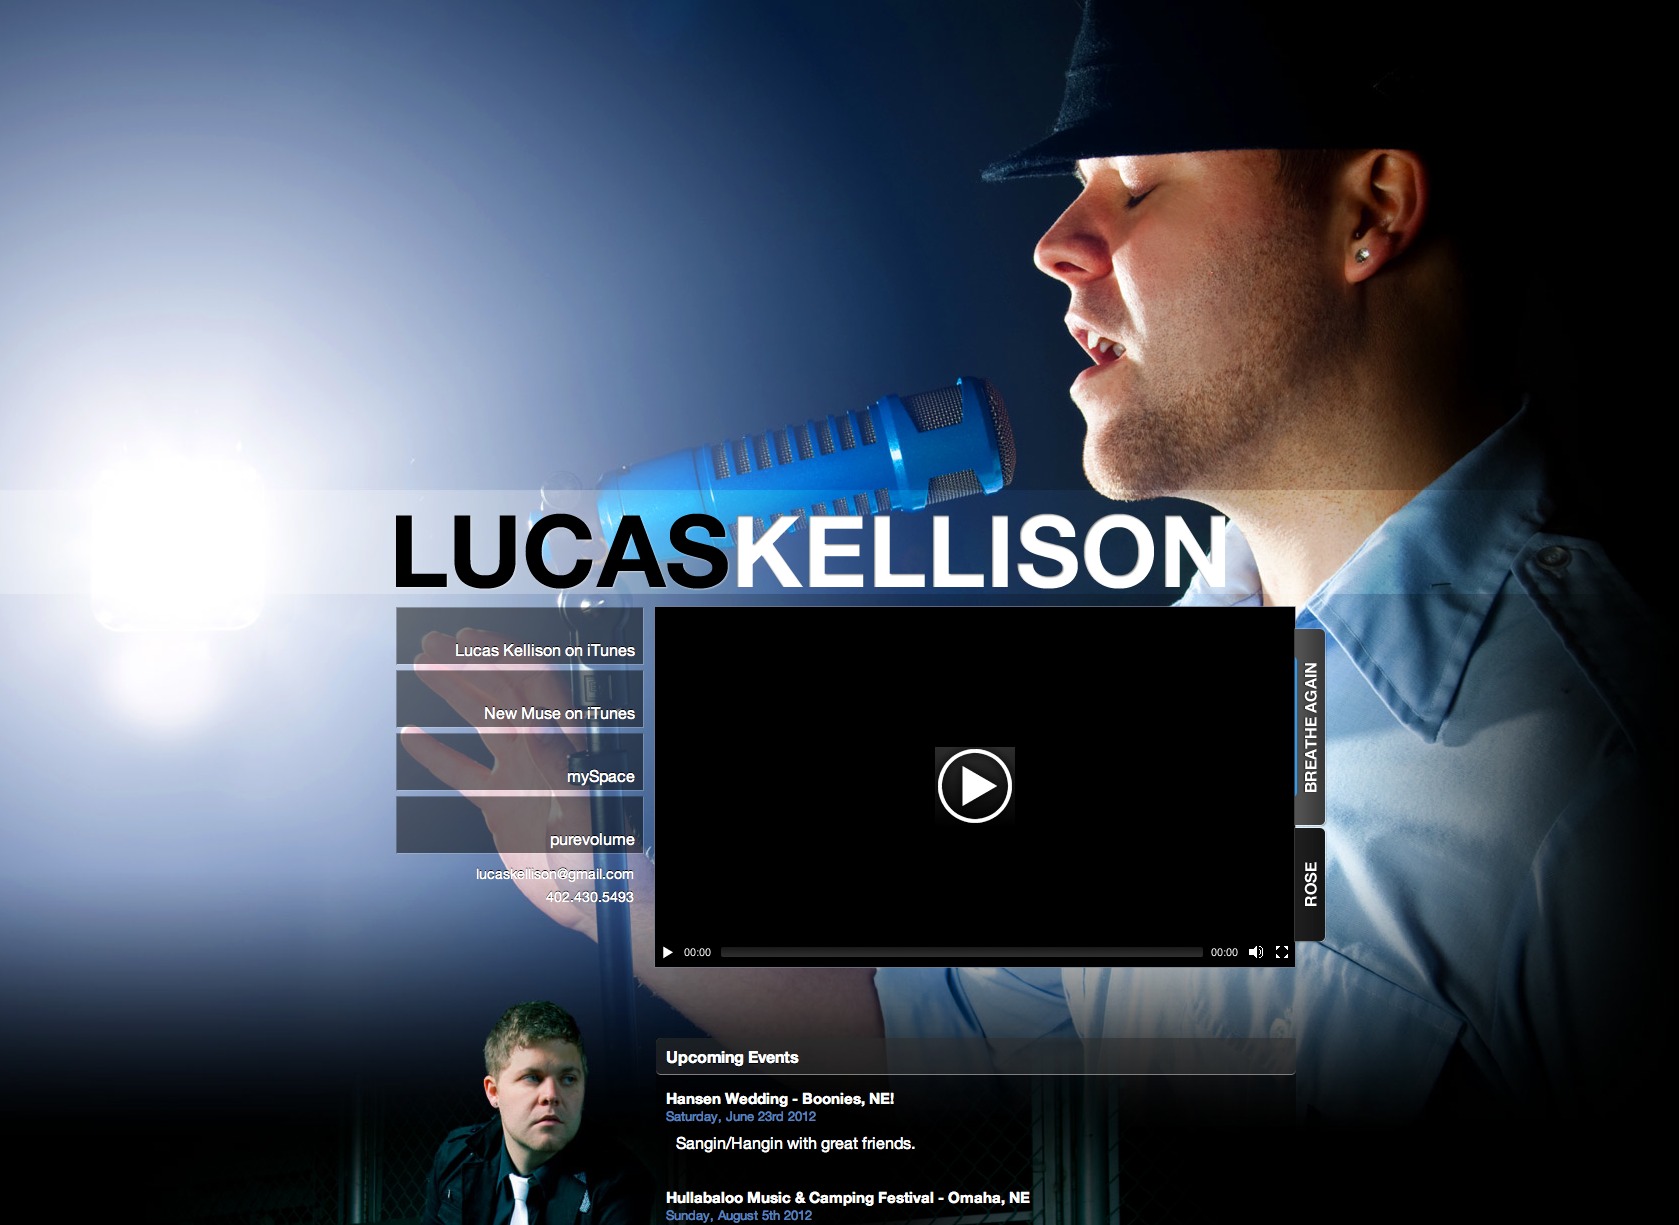 LUCASKELLISON
Lucas Kellison on iTunes
New Muse on iTunes
mySpace
purevolume
lucaskellison@gmail.com
402.430.5493
00:00
00:00
BREATHE AGAIN
ROSE
Upcoming Events
Hansen Wedding - Boonies, NE!
Saturday, June 23rd 2012
Sangin/Hangin with great friends.
Hullabaloo Music & Camping Festival - Omaha, NE
Sunday, August 5th 2012